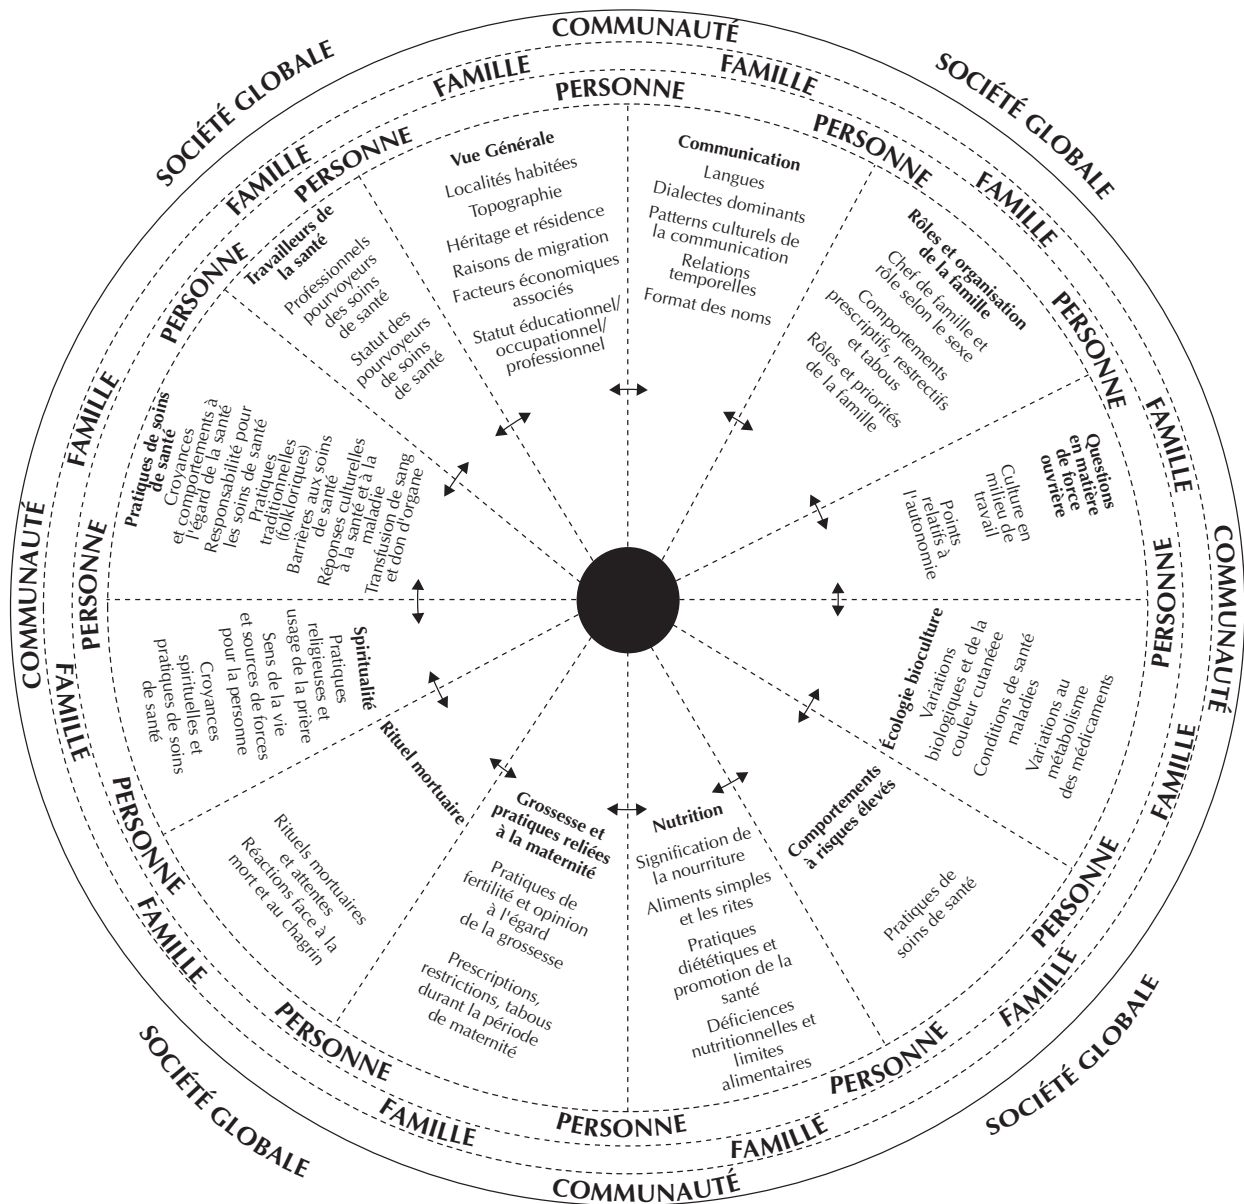 COMMUNAUTÉ
SOCIÉTÉ GLOBALE
SOCIÉTÉ GLOBALE
FAMILLE
FAMILLE
PERSONNE
PERSONNE
PERSONNE
FAMILLE
FAMILLE
Vue Générale
Localités habitées
Topographie
Héritage et résidence
Raisons de migration
Facteurs économiques
associés
Statut éducationnel/
occupationnel/
professionnel
Communication
Langues
Dialectes dominants
Patterns culturels de
la communication
Relations
temporelles
Format des noms
Rôles et organisation
de la famille
Chef de famille et
rôle selon le sexe
Comportements
prescriptifs, restrectifs
et tabous
Rôles et priorités
de la famille
PERSONNE
FAMILLE
Questions
en matière
de force
ouvrière
Culture en
milieu de
travail
Points
relatifs à
l'autonomie
PERSONNE
COMMUNAUTÉ
Écologie bioculture
Variations
biologiques et de la
couleur cutanéee
Conditions de santé
maladies
Variations au
métabolisme
des médicaments
FAMILLE
PERSONNE
Comportements
à risques élevés
Pratiques de
soins de santé
FAMILLE
SOCIÉTÉ GLOBALE
PERSONNE
Nutrition
Signification de
la nourriture
Aliments simples
et les rites
Pratiques
diététiques et
promotion de la
santé
Déficiences
nutritionnelles et
limites
alimentaires
FAMILLE
PERSONNE
COMMUNAUTÉ
Grossesse et
pratiques reliées
à la maternité
Pratiques de
fertilité et opinion
à l'égard
de la grossesse
Prescriptions,
restrictions, tabous
durant la période
de maternité
FAMILLE
PERSONNE
SOCIÉTÉ GLOBALE
Rituel mortuaire
Rituels mortuaires
et attentes
Réactions face à la
mort et au chagrin
FAMILLE
PERSONNE
Spiritualité
Pratiques
religieuses et
usage de la prière
Sens de la vie
et sources de forces
pour la personne
Croyances
spirituelles et
pratiques de soins
de santé
FAMILLE
PERSONNE
COMMUNAUTÉ
Pratiques de soins
de santé
Croyances
et comportements à
l'égard de la santé
Responsabilité pour
les soins de santé
Pratiques
traditionnelles
(folkloriques)
Barrières aux soins
de santé
Réponses culturelles
à la santé et à la
maladie
Transfusion de sang
et don d'organe
FAMILLE
PERSONNE
Travailleurs de
la santé
Professionnels
pourvoyeurs
des soins
de santé
Statut des
pourvoyeurs
de soins
de santé